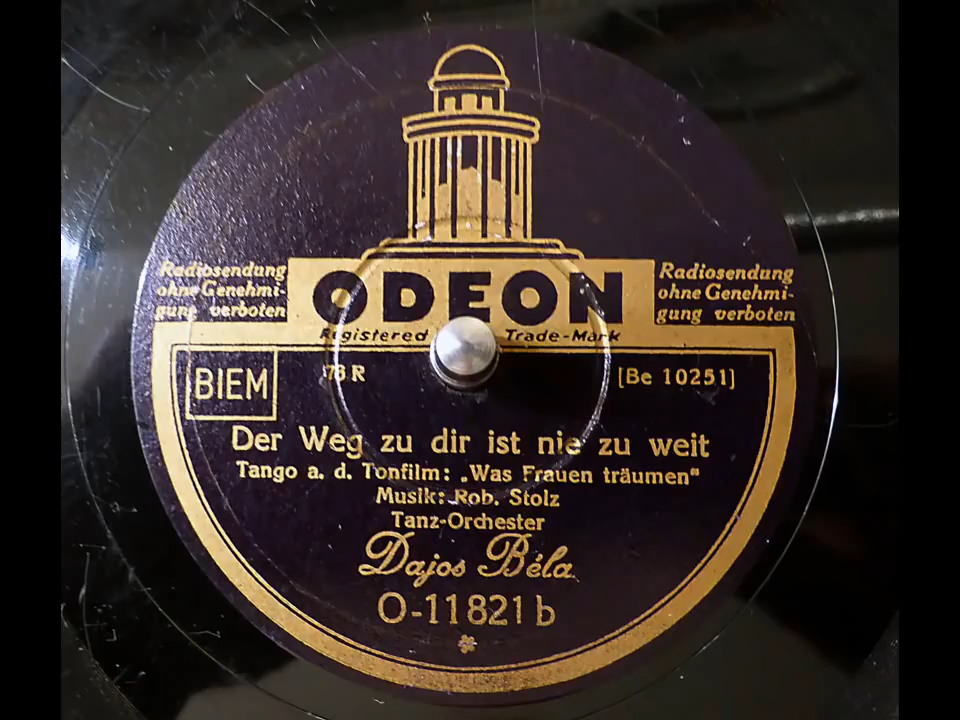 ODEON
Radiosendung
ohne Genehmi-
gung verboten
Radiosendung
ohne Genehmi-
gung verboten
Registered Trade-Mark
BIEM
78 R
[Be 10251]
Der Weg zu dir ist nie zu weit
Tango a. d. Tonfilm: „Was Frauen träumen“
Musik: Rob. Stolz
Tanz-Orchester
Dajos Béla
O-11821 b